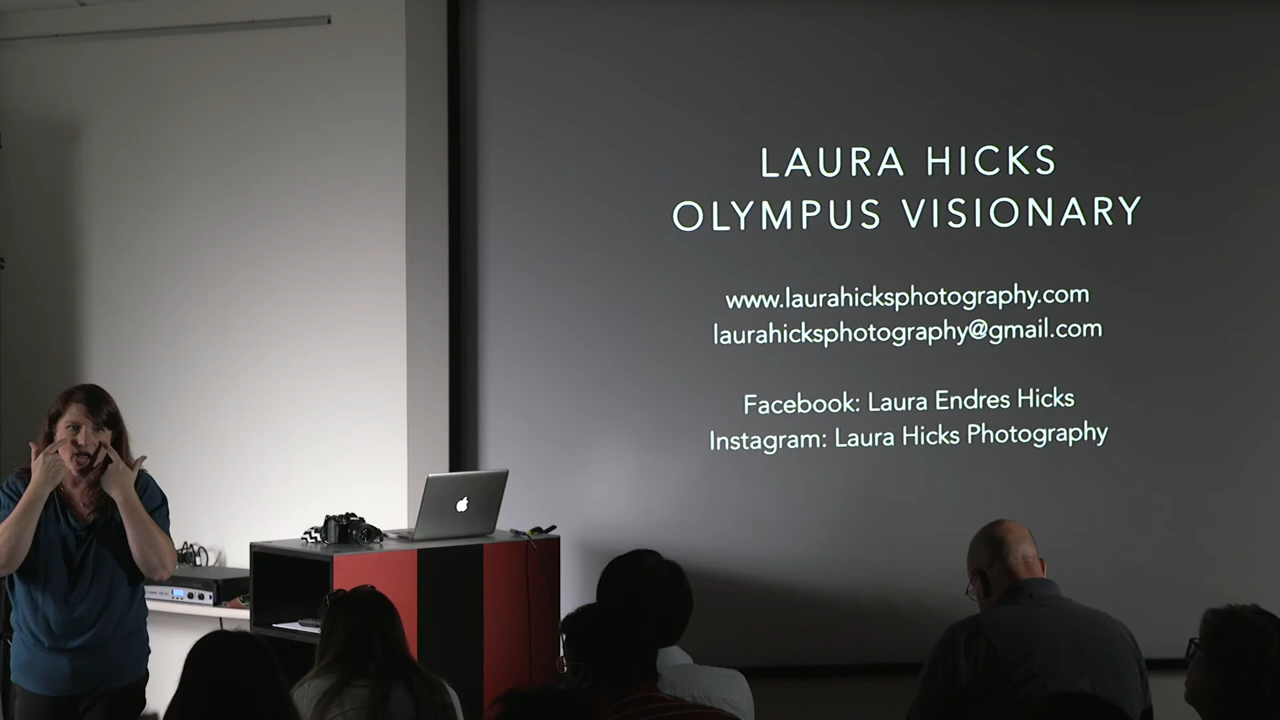 LAURA HICKS
OLYMPUS VISIONARY
www.laurahicksphotography.com
laurahicksphotography@gmail.com
Facebook: Laura Endres Hicks
Instagram: Laura Hicks Photography